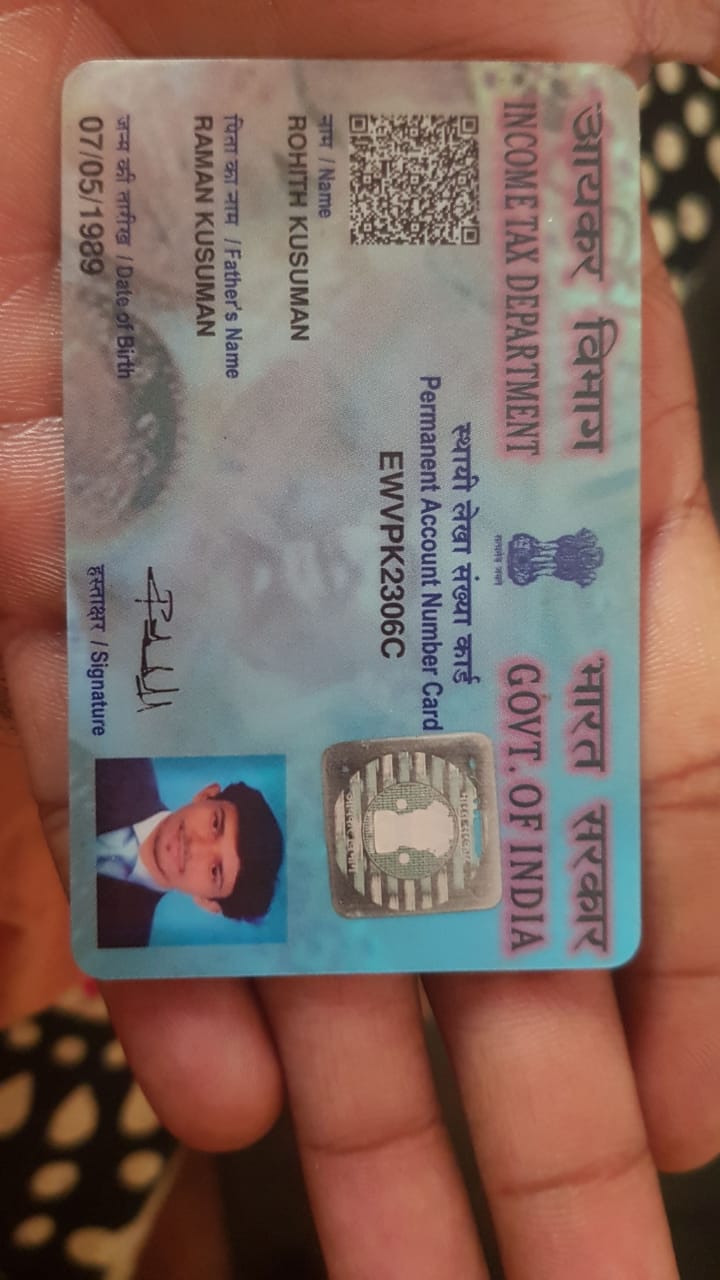 आयकर विभाग
INCOME TAX DEPARTMENT
सत्यमेव जयते
भारत सरकार
GOVT. OF INDIA
स्थायी लेखा संख्या कार्ड
Permanent Account Number Card
EWVPK2306C
नाम / Name
ROHITH KUSUMAN
पिता का नाम / Father's Name
RAMAN KUSUMAN
जन्म की तारीख / Date of Birth
07/05/1989
हस्ताक्षर / Signature